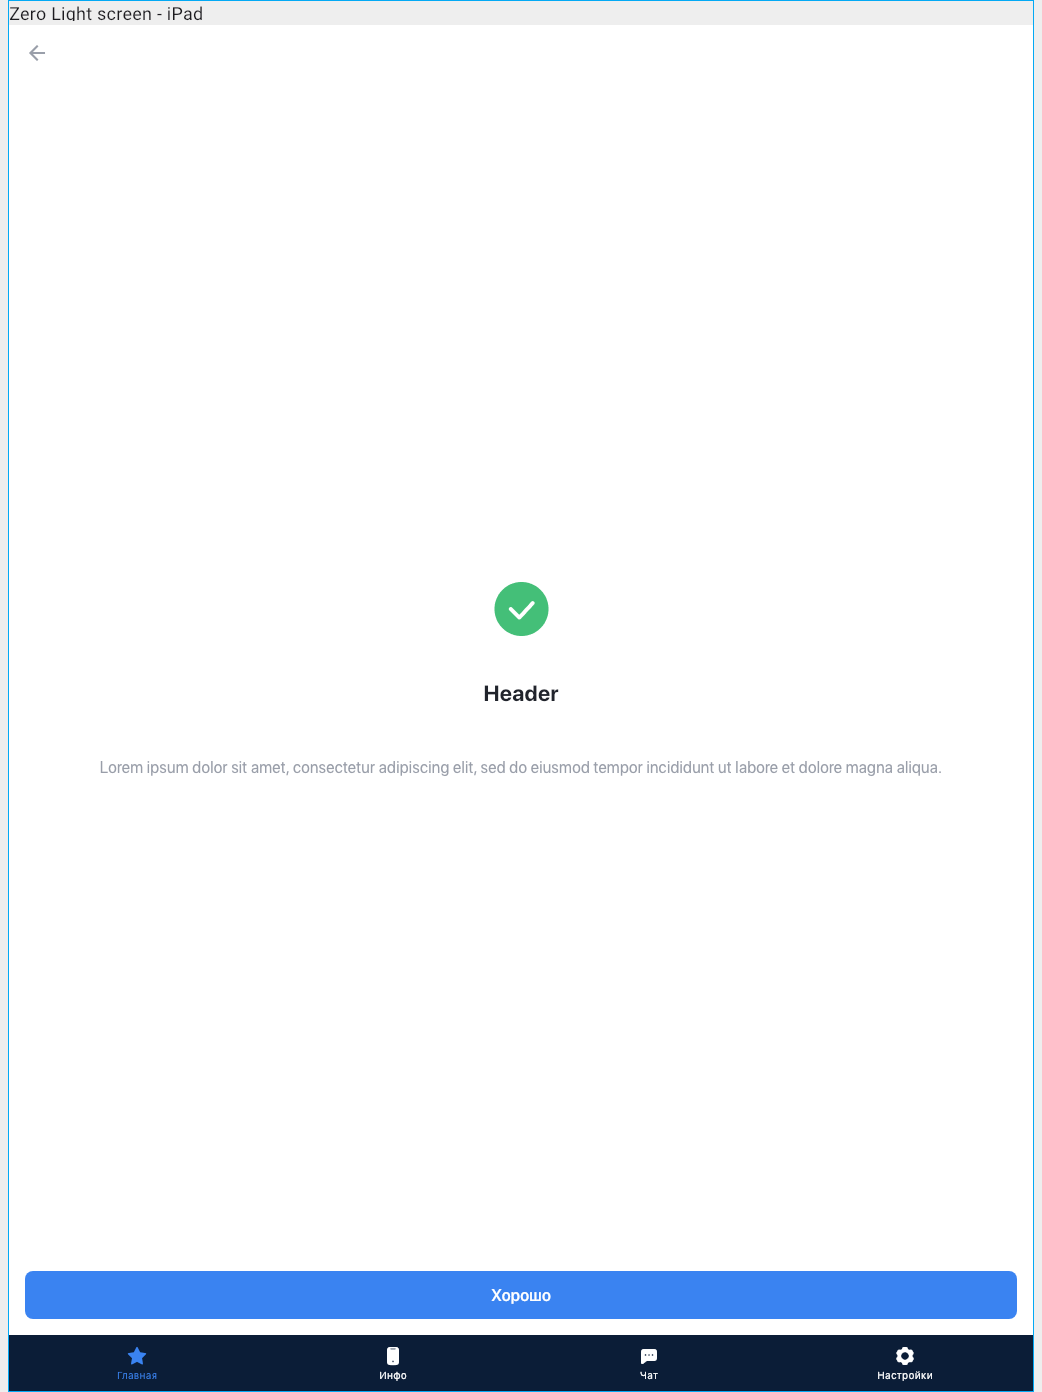 Zero Light screen - iPad
Header
Lorem ipsum dolor sit amet, consectetur adipiscing elit, sed do eiusmod tempor incididunt ut labore et dolore magna aliqua.
Хорошо
Главная
Инфо
Чат
Настройки